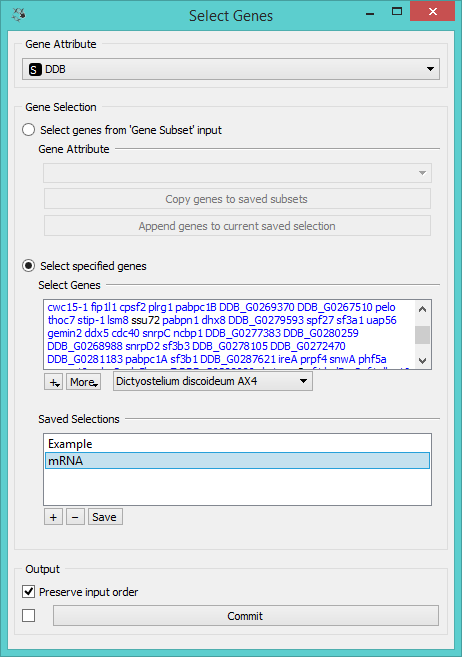 Select Genes
Gene Attribute
S DDB
Gene Selection
Select genes from 'Gene Subset' input
Gene Attribute
Copy genes to saved subsets
Append genes to current saved selection
Select specified genes
Select Genes
cwc15-1 fip1l1 cpsf2 plrg1 pabpc1B DDB_G0269370 DDB_G0267510 pelo
thoc7 stip-1 lsm8 ssu72 pabpn1 dhx8 DDB_G0279593 spf27 sf3a1 uap56
gemin2 ddx5 cdc40 snrpC ncbp1 DDB_G0277383 DDB_G0280259
DDB_G0268988 snrpD2 sf3b3 DDB_G0278105 DDB_G0272470
DDB_G0281183 pabpc1A sf3b1 DDB_G0287621 ireA prpf4 snwA phf5a
+ More Dictyostelium discoideum AX4
Saved Selections
Example
mRNA
+ − Save
Output
Preserve input order
Commit